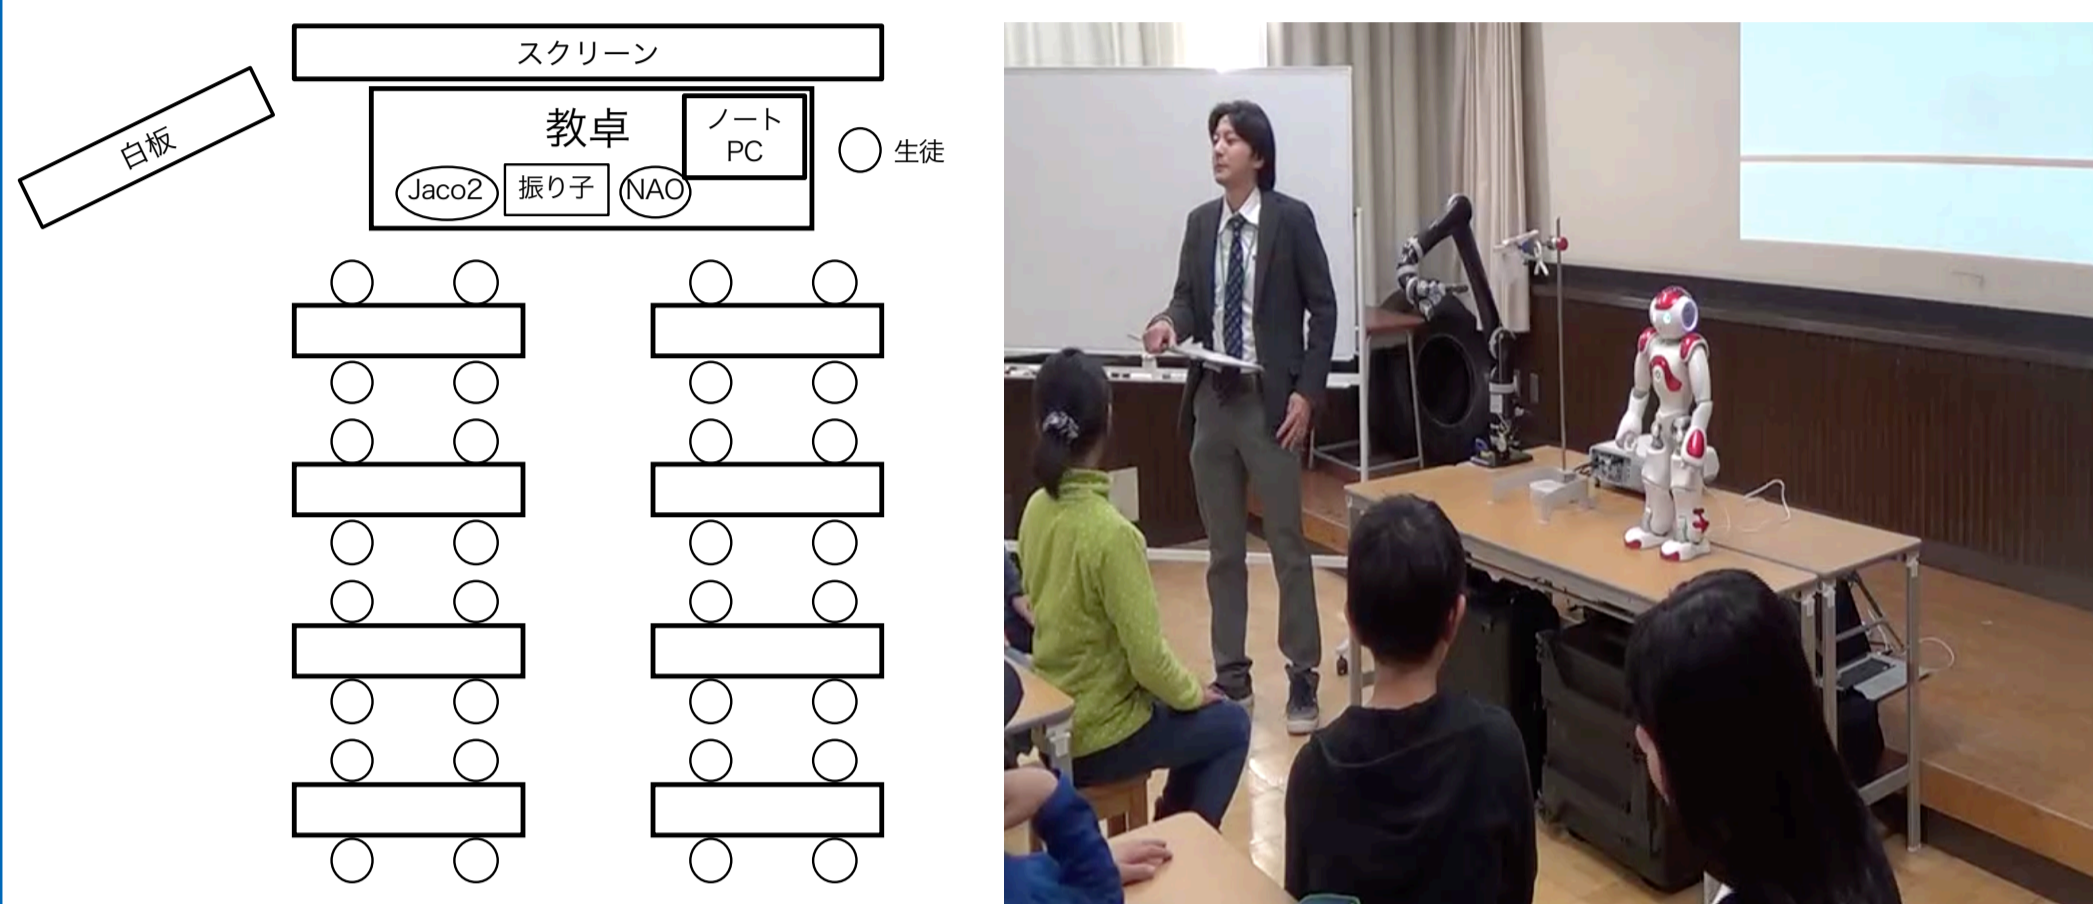 スクリーン
白板
教卓
ノート
PC
生徒
Jaco2
振り子
NAO